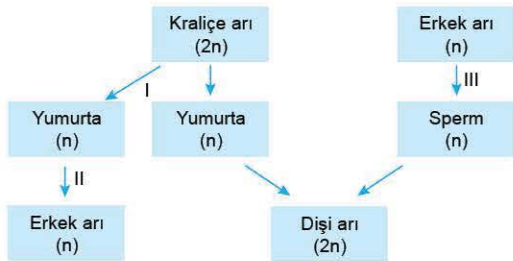 Kraliçe arı
(2n)
Erkek arı
(n)
I
III
Yumurta
(n)
Yumurta
(n)
Sperm
(n)
II
Erkek arı
(n)
Dişi arı
(2n)